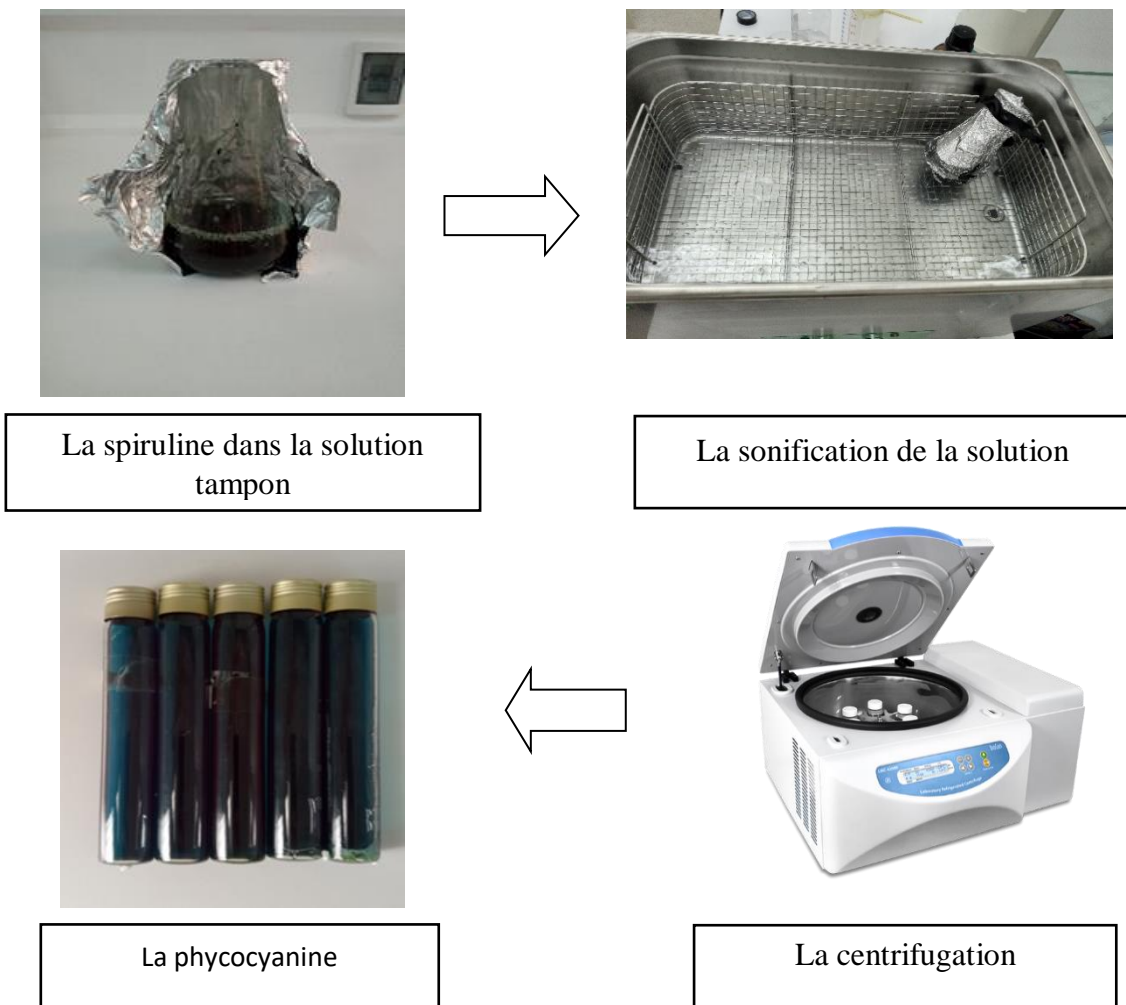 La spiruline dans la solution
tampon
La sonification de la solution
La phycocyanine
La centrifugation